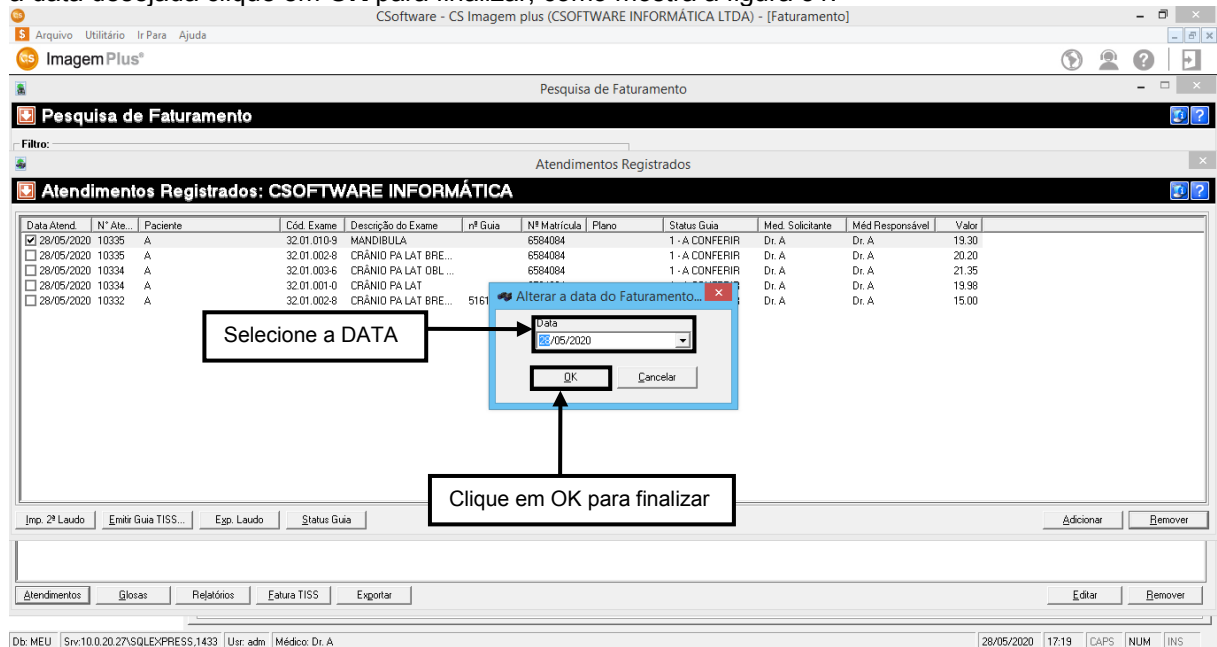 CSoftware - CS Imagem plus (CSOFTWARE INFORMÁTICA LTDA) - [Faturamento]
Arquivo Utilitário Ir Para Ajuda
cs ImagemPlus®
Pesquisa de Faturamento
Pesquisa de Faturamento
Filtro:
Atendimentos Registrados
Atendimentos Registrados: CSOFTWARE INFORMÁTICA
Data Atend. N° Ate... Paciente Cód. Exame Descrição do Exame nª Guia Nª Matrícula Plano Status Guia Med. Solicitante Méd Responsável Valor
28/05/2020 10335 A 32.01.010-9 MANDIBULA 6584084 1 - A CONFERIR Dr. A Dr. A 19.30
28/05/2020 10335 A 32.01.002-8 CRÂNIO PA LAT BRE... 6584084 1 - A CONFERIR Dr. A Dr. A 20.20
28/05/2020 10334 A 32.01.003-6 CRÂNIO PA LAT OBL ... 6584084 1 - A CONFERIR Dr. A Dr. A 21.35
28/05/2020 10334 A 32.01.001-0 CRÂNIO PA LAT Dr. A Dr. A 19.98
28/05/2020 10332 A 32.01.002-8 CRÂNIO PA LAT BRE... 5161 Dr. A Dr. A 15.00
Alterar a data do Faturamento...
Selecione a DATA
Data
28/05/2020
OK Cancelar
Clique em OK para finalizar
Imp. 2ª Laudo Emitir Guia TISS... Exp. Laudo Status Guia Adicionar Remover
Atendimentos Glosas Relatórios Fatura TISS Exportar Editar Remover
Db: MEU Srv:10.0.20.27\SQLEXPRESS,1433 Usr: adm Médico: Dr. A 28/05/2020 17:19 CAPS NUM INS